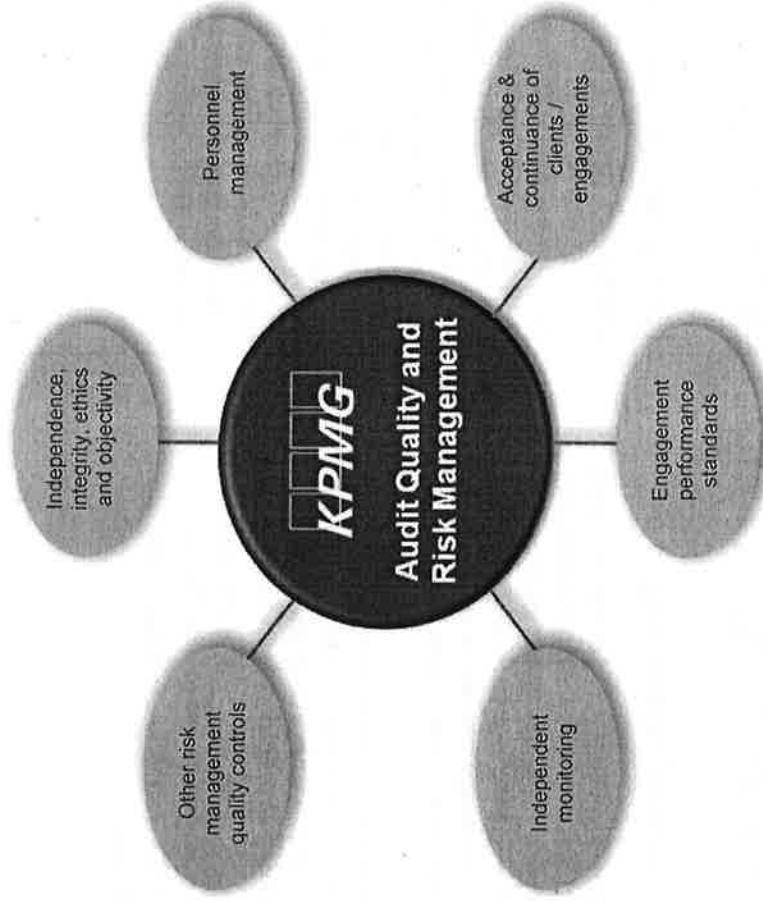 Independence,
integrity, ethics
and objectivity
Personnel
management
Acceptance &
continuance of
clients /
engagements
Engagement
performance
standards
Independent
monitoring
Other risk
management
quality controls
KPMG
Audit Quality and
Risk Management